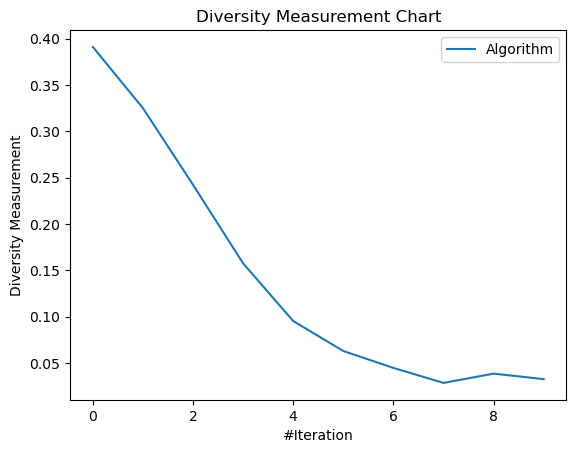 Diversity Measurement Chart
Algorithm
Diversity Measurement
0.40
0.35
0.30
0.25
0.20
0.15
0.10
0.05
0 2 4 6 8
#Iteration